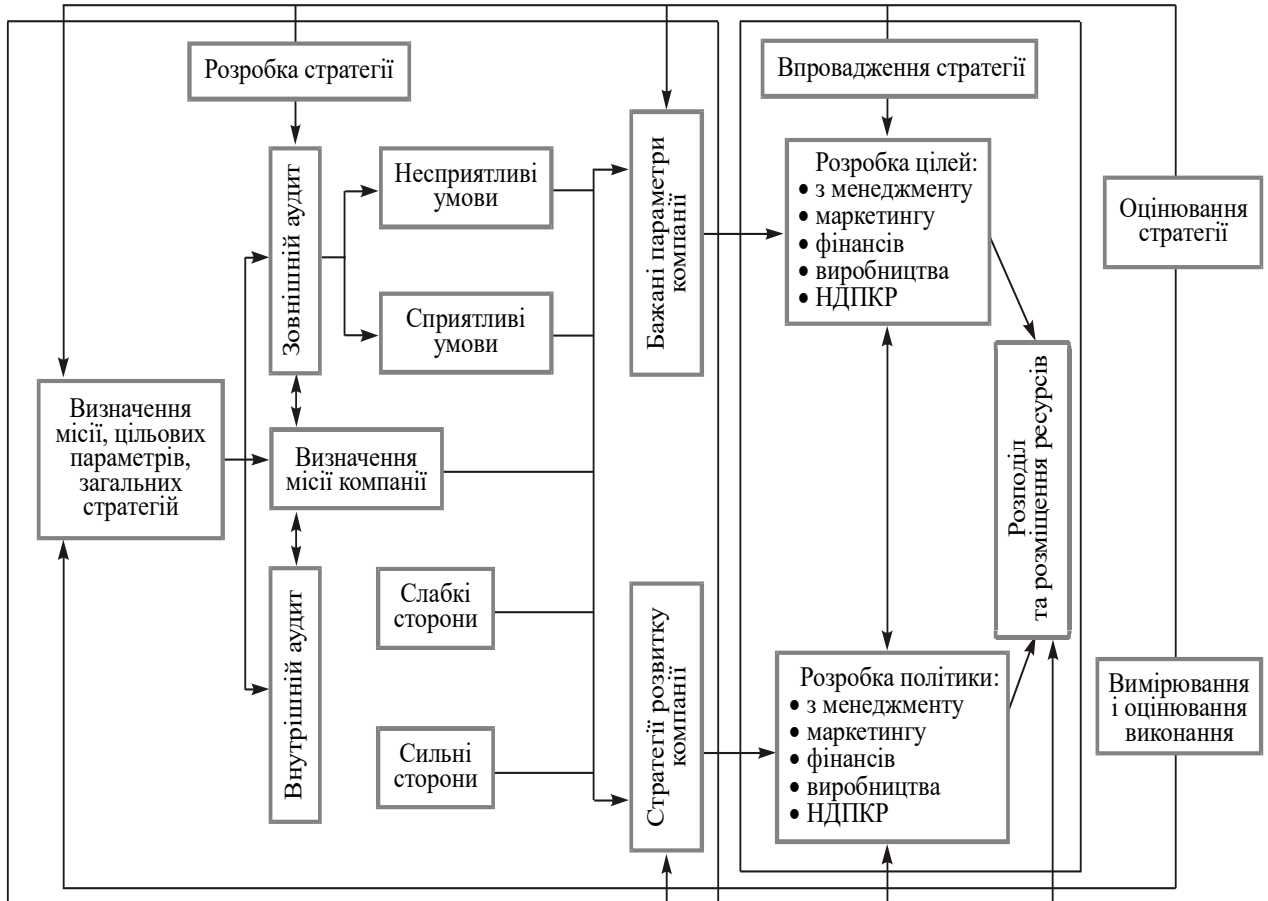 Розробка стратегії
Впровадження стратегії
Зовнішній аудит
Несприятливі
умови
Сприятливі
умови
Бажані параметри
компанії
Розробка цілей:
• з менеджменту
• маркетингу
• фінансів
• виробництва
• НДПКР
Оцінювання
стратегії
Визначення
місії, цільових
параметрів,
загальних
стратегій
Визначення
місії компанії
Розподіл
та розміщення ресурсів
Внутрішній аудит
Слабкі
сторони
Сильні
сторони
Стратегії розвитку
компанії
Розробка політики:
• з менеджменту
• маркетингу
• фінансів
• виробництва
• НДПКР
Вимірювання
і оцінювання
виконання